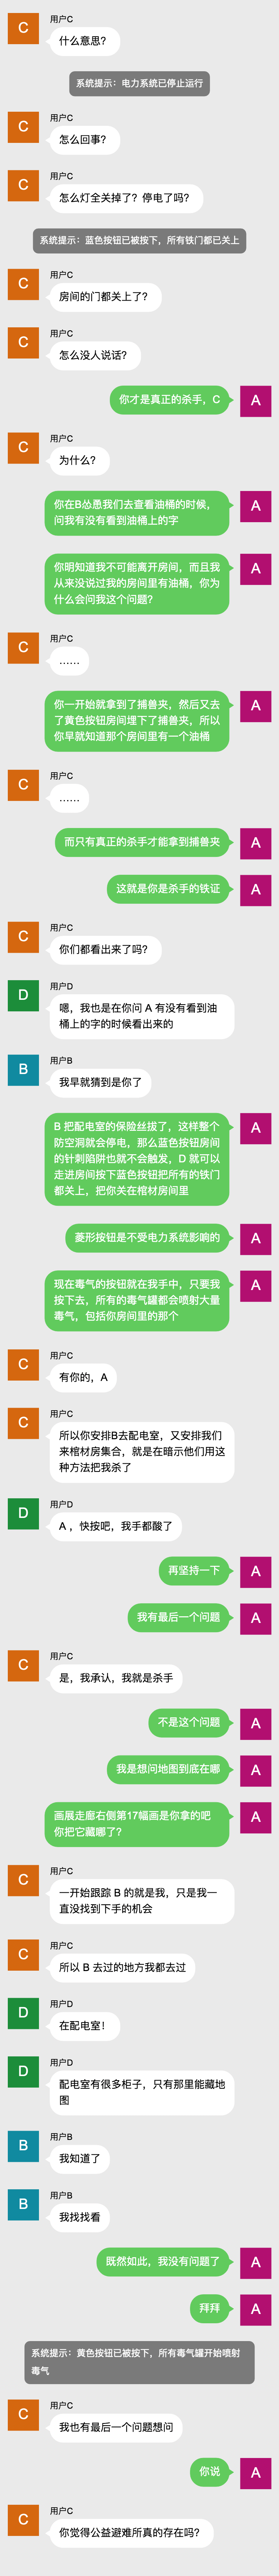 用户C
C
什么意思？
系统提示：电力系统已停止运行
用户C
C
怎么回事？
用户C
C
怎么灯全关掉了？停电了吗？
系统提示：蓝色按钮已被按下，所有铁门都已关上
用户C
C
房间的门都关上了？
用户C
C
怎么没人说话？
你才是真正的杀手，C
A
用户C
C
为什么？
你在B怂恿我们去查看油桶的时候，
问我有没有看到油桶上的字
A
你明知道我不可能离开房间，而且我
从来没说过我的房间里有油桶，你为
什么会问我这个问题？
A
用户C
C
……
你一开始就拿到了捕兽夹，然后又去
了黄色按钮房间埋下了捕兽夹，所以
你早就知道那个房间里有一个油桶
A
用户C
C
……
而只有真正的杀手才能拿到捕兽夹
A
这就是你是杀手的铁证
A
用户C
C
你们都看出来了吗？
用户D
D
嗯，我也是在你问 A 有没有看到油
桶上的字的时候看出来的
用户B
B
我早就猜到是你了
B 把配电室的保险丝拔了，这样整个
防空洞就会停电，那么蓝色按钮房间
的针刺陷阱也就不会触发，D 就可以
走进房间按下蓝色按钮把所有的铁门
都关上，把你关在棺材房间里
A
菱形按钮是不受电力系统影响的
A
现在毒气的按钮就在我手中，只要我
按下去，所有的毒气罐都会喷射大量
毒气，包括你房间里的那个
A
用户C
C
有你的，A
用户C
C
所以你安排B去配电室，又安排我们
来棺材房集合，就是在暗示他们用这
种方法把我杀了
用户D
D
A ，快按吧，我手都酸了
再坚持一下
A
我有最后一个问题
A
用户C
C
是，我承认，我就是杀手
不是这个问题
A
我是想问地图到底在哪
A
画展走廊右侧第17幅画是你拿的吧
你把它藏哪了？
A
用户C
C
一开始跟踪 B 的就是我，只是我一
直没找到下手的机会
用户C
C
所以 B 去过的地方我都去过
用户D
D
在配电室！
用户D
D
配电室有很多柜子，只有那里能藏地
图
用户B
B
我知道了
用户B
B
我找找看
既然如此，我没有问题了
A
拜拜
A
系统提示：黄色按钮已被按下，所有毒气罐开始喷射
毒气
用户C
C
我也有最后一个问题想问
你说
A
用户C
C
你觉得公益避难所真的存在吗？